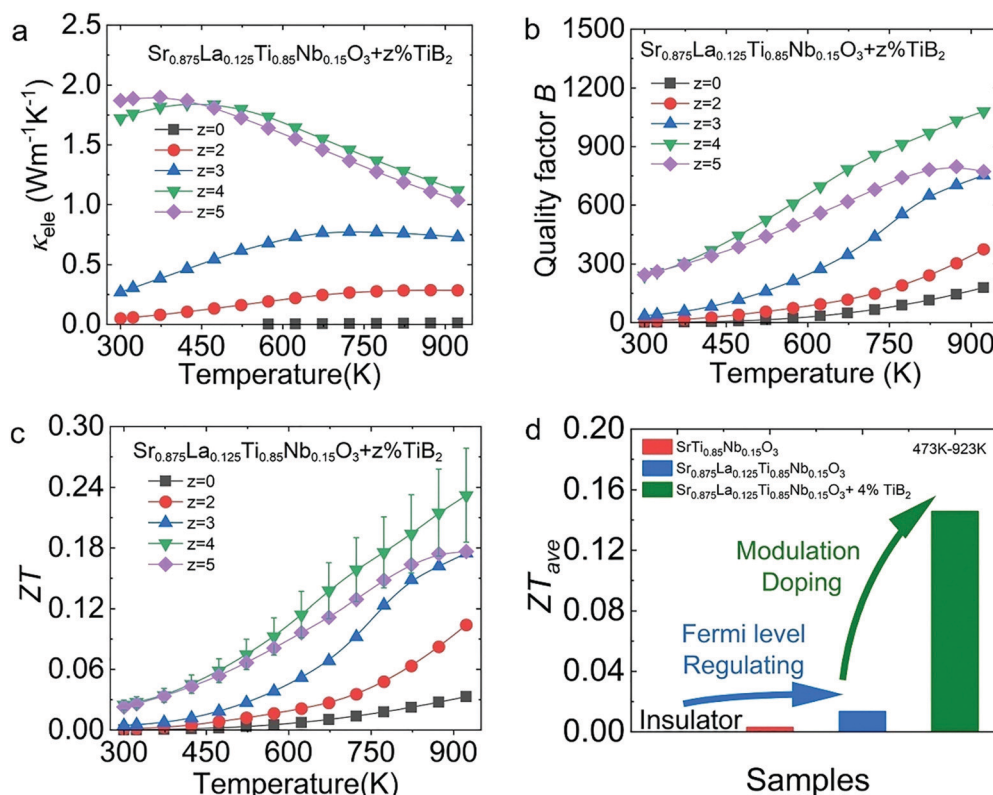 a
Sr0.875La0.125Ti0.85Nb0.15O3+z%TiB2
κele (Wm-1K-1)
2.5
2.0
1.5
1.0
0.5
0.0
z=0
z=2
z=3
z=4
z=5
300 450 600 750 900
Temperature(K)
b
Sr0.875La0.125Ti0.85Nb0.15O3+z%TiB2
Quality factor B
1500
1200
900
600
300
0
z=0
z=2
z=3
z=4
z=5
300 450 600 750 900
Temperature (K)
c
Sr0.875La0.125Ti0.85Nb0.15O3+z%TiB2
ZT
0.30
0.24
0.18
0.12
0.06
0.00
z=0
z=2
z=3
z=4
z=5
300 450 600 750 900
Temperature(K)
d
ZTave
0.20
0.16
0.12
0.08
0.04
0.00
SrTi0.85Nb0.15O3
473K-923K
Sr0.875La0.125Ti0.85Nb0.15O3
Sr0.875La0.125Ti0.85Nb0.15O3+ 4% TiB2
Modulation
Doping
Fermi level
Regulating
Insulator
Samples